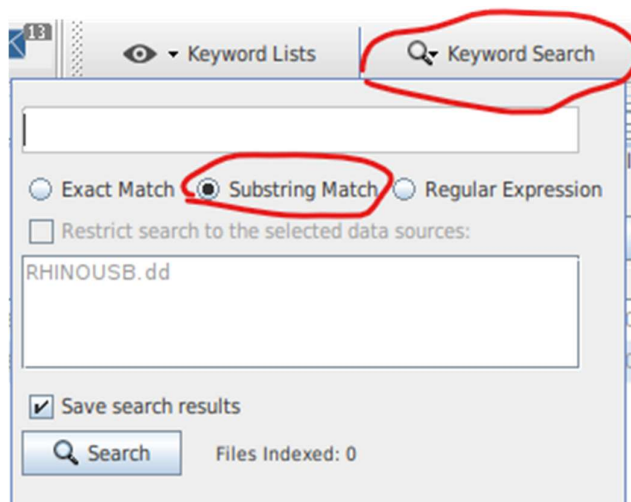 13
Keyword Lists Keyword Search
Exact Match Substring Match Regular Expression
Restrict search to the selected data sources:
RHINOUSB.dd
Save search results
Search Files Indexed: 0